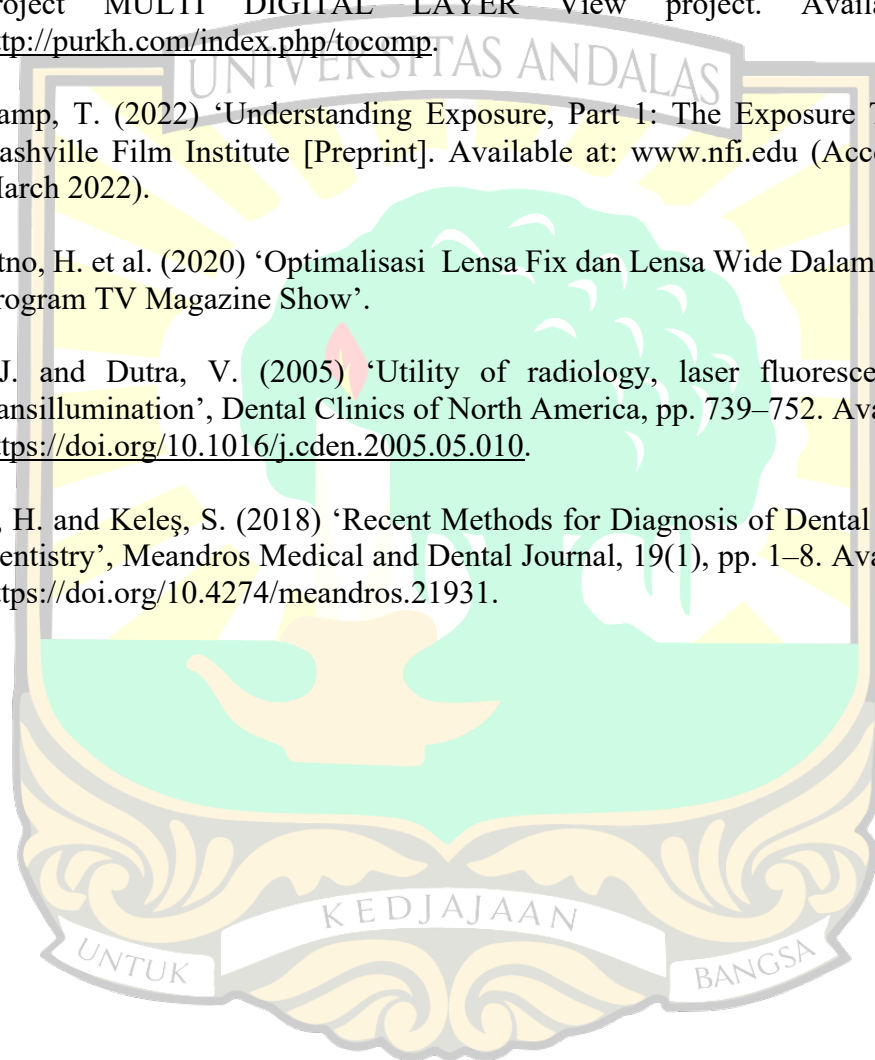 roject MULTI DIGITAL LAYER View project. Availa
ttp://purkh.com/index.php/tocomp.
UNIVERSITAS ANDALAS
amp, T. (2022) ‘Understanding Exposure, Part 1: The Exposure T
ashville Film Institute [Preprint]. Available at: www.nfi.edu (Acce
March 2022).
tno, H. et al. (2020) ‘Optimalisasi Lensa Fix dan Lensa Wide Dalam
rogram TV Magazine Show’.
J. and Dutra, V. (2005) ‘Utility of radiology, laser fluoresce
ansillumination’, Dental Clinics of North America, pp. 739–752. Ava
ttps://doi.org/10.1016/j.cden.2005.05.010.
, H. and Keleş, S. (2018) ‘Recent Methods for Diagnosis of Dental
entistry’, Meandros Medical and Dental Journal, 19(1), pp. 1–8. Ava
ttps://doi.org/10.4274/meandros.21931.
KEDJAJAAN
UNTUK
BANGSA